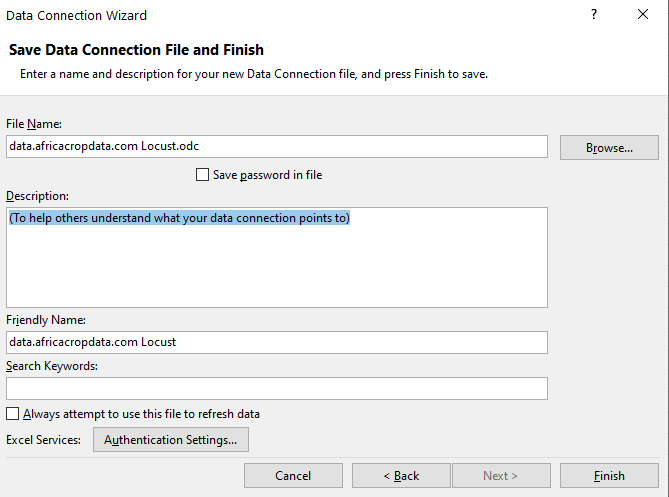 Data Connection Wizard
?
Save Data Connection File and Finish
Enter a name and description for your new Data Connection file, and press Finish to save.
File Name:
data.africacropdata.com Locust.odc
Browse...
Save password in file
Description:
(To help others understand what your data connection points to)
Friendly Name:
data.africacropdata.com Locust
Search Keywords:
Always attempt to use this file to refresh data
Excel Services: Authentication Settings...
Cancel < Back Next > Finish